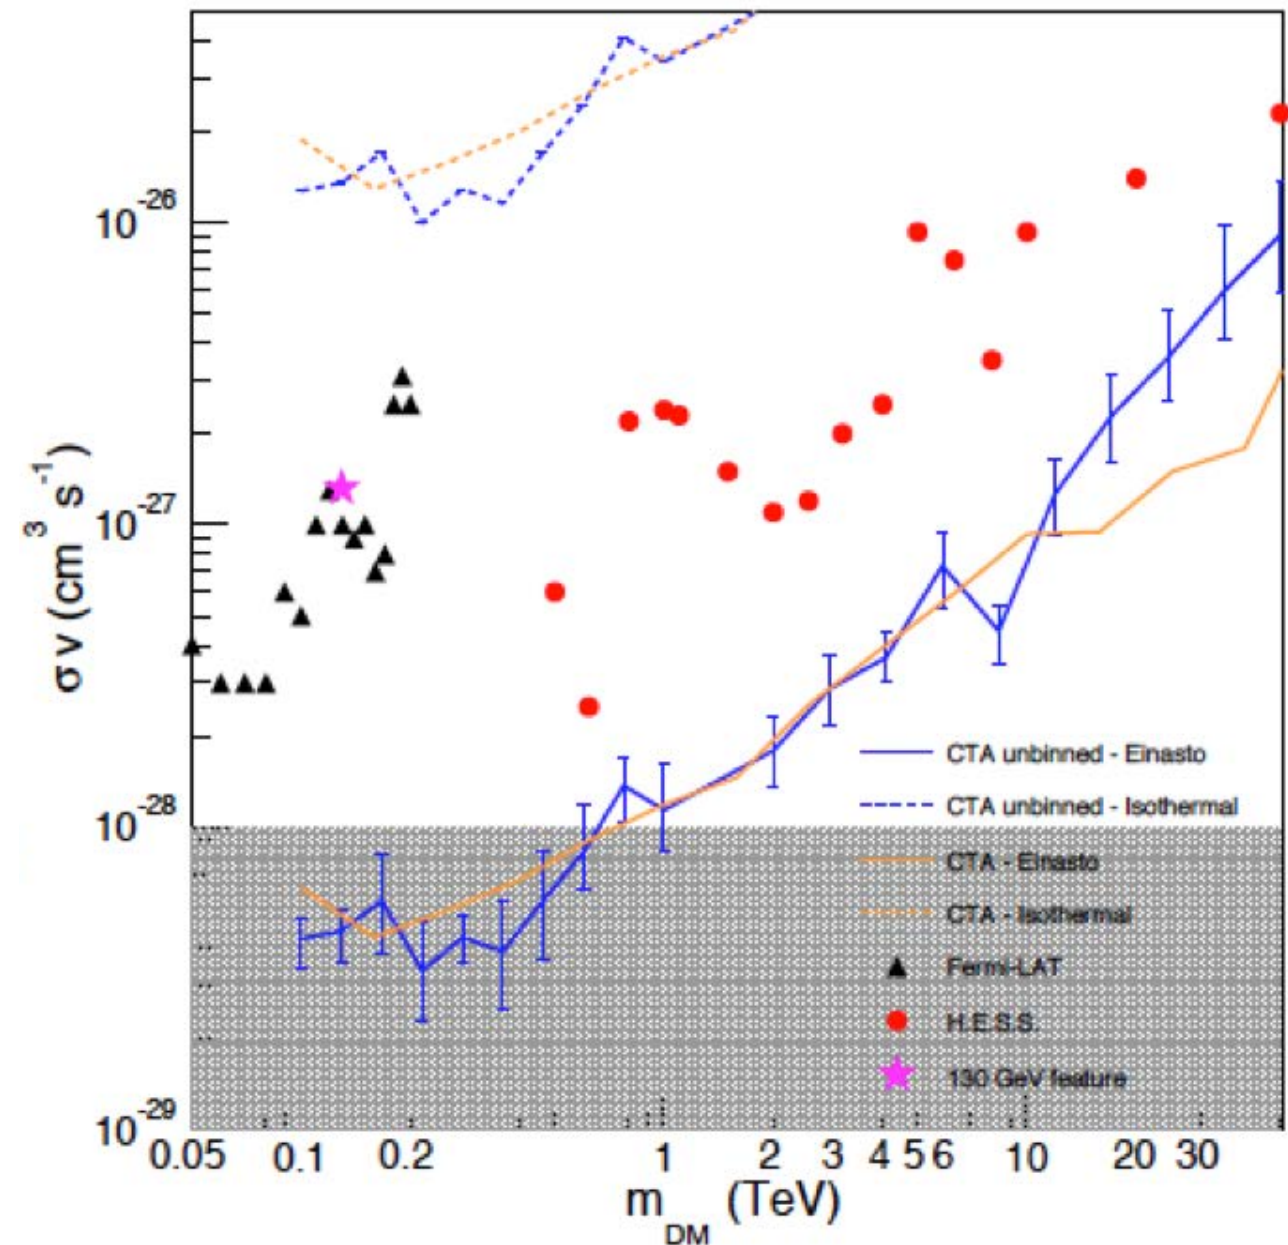 10^-26
10^-27
10^-28
10^-29
σ v (cm^3 s^-1)
CTA unbinned - Einasto
CTA unbinned - Isothermal
CTA - Einasto
CTA - Isothermal
Fermi-LAT
H.E.S.S.
130 GeV feature
0.05 0.1 0.2 1 2 3 4 5 6 10 20 30
m_DM (TeV)